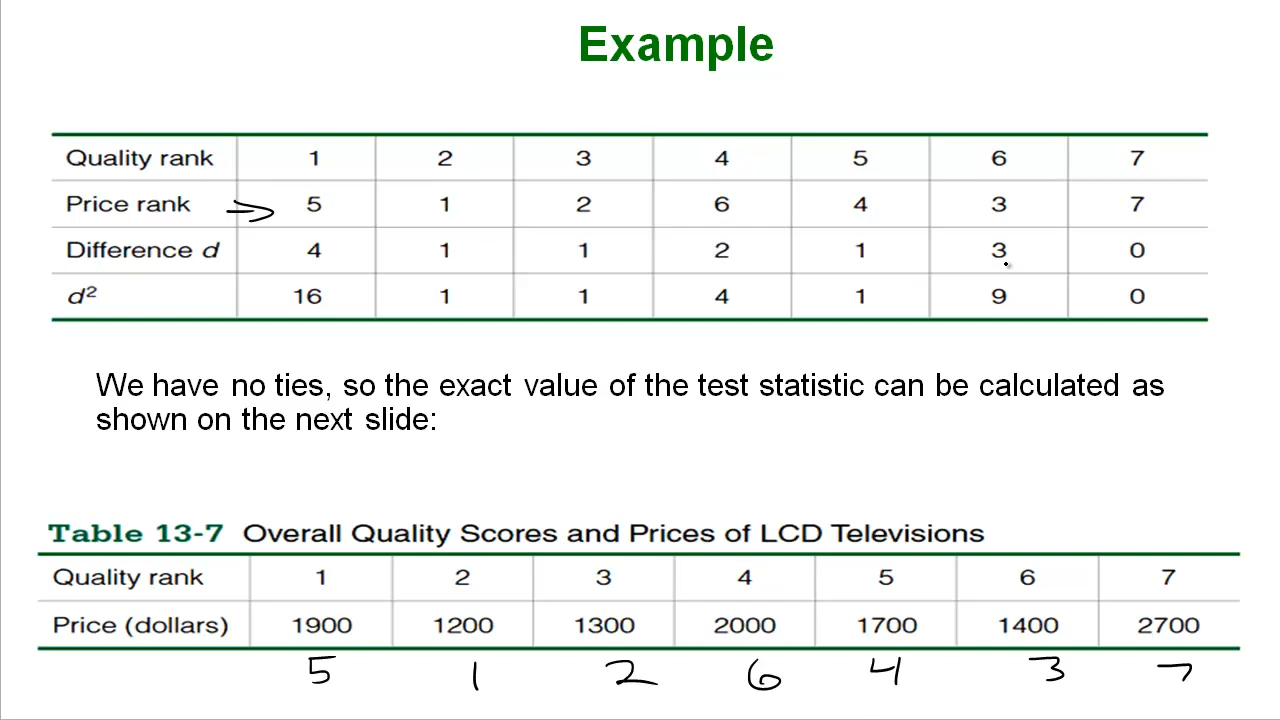 Example
Quality rank 1 2 3 4 5 6 7
Price rank 5 1 2 6 4 3 7
Difference d 4 1 1 2 1 3 0
d² 16 1 1 4 1 9 0
We have no ties, so the exact value of the test statistic can be calculated as
shown on the next slide:
Table 13-7 Overall Quality Scores and Prices of LCD Televisions
Quality rank 1 2 3 4 5 6 7
Price (dollars) 1900 1200 1300 2000 1700 1400 2700
5 1 2 6 4 3 7